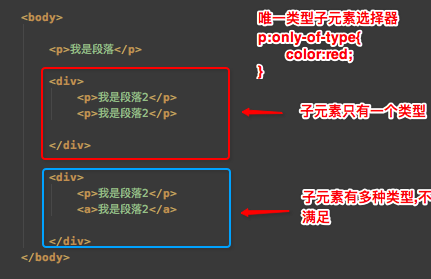 <body>
唯一类型子元素选择器
p:only-of-type{
color:red;
}
<p>我是段落</p>
<div>
<p>我是段落2</p>
<p>我是段落2</p>
</div>
子元素只有一个类型
<div>
<p>我是段落2</p>
<a>我是段落2</a>
</div>
子元素有多种类型,不
满足
</body>